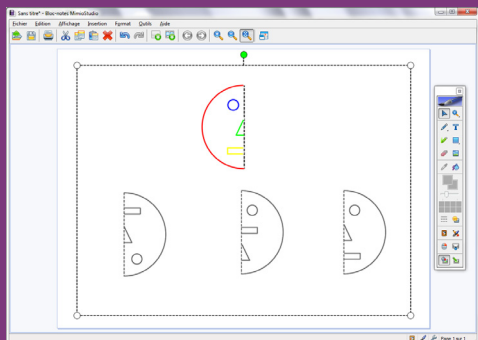 Sans titre* - Bloc-notes MimioStudio
Fichier Edition Affichage Insertion Format Outils Aide
T
Page 1 sur 1